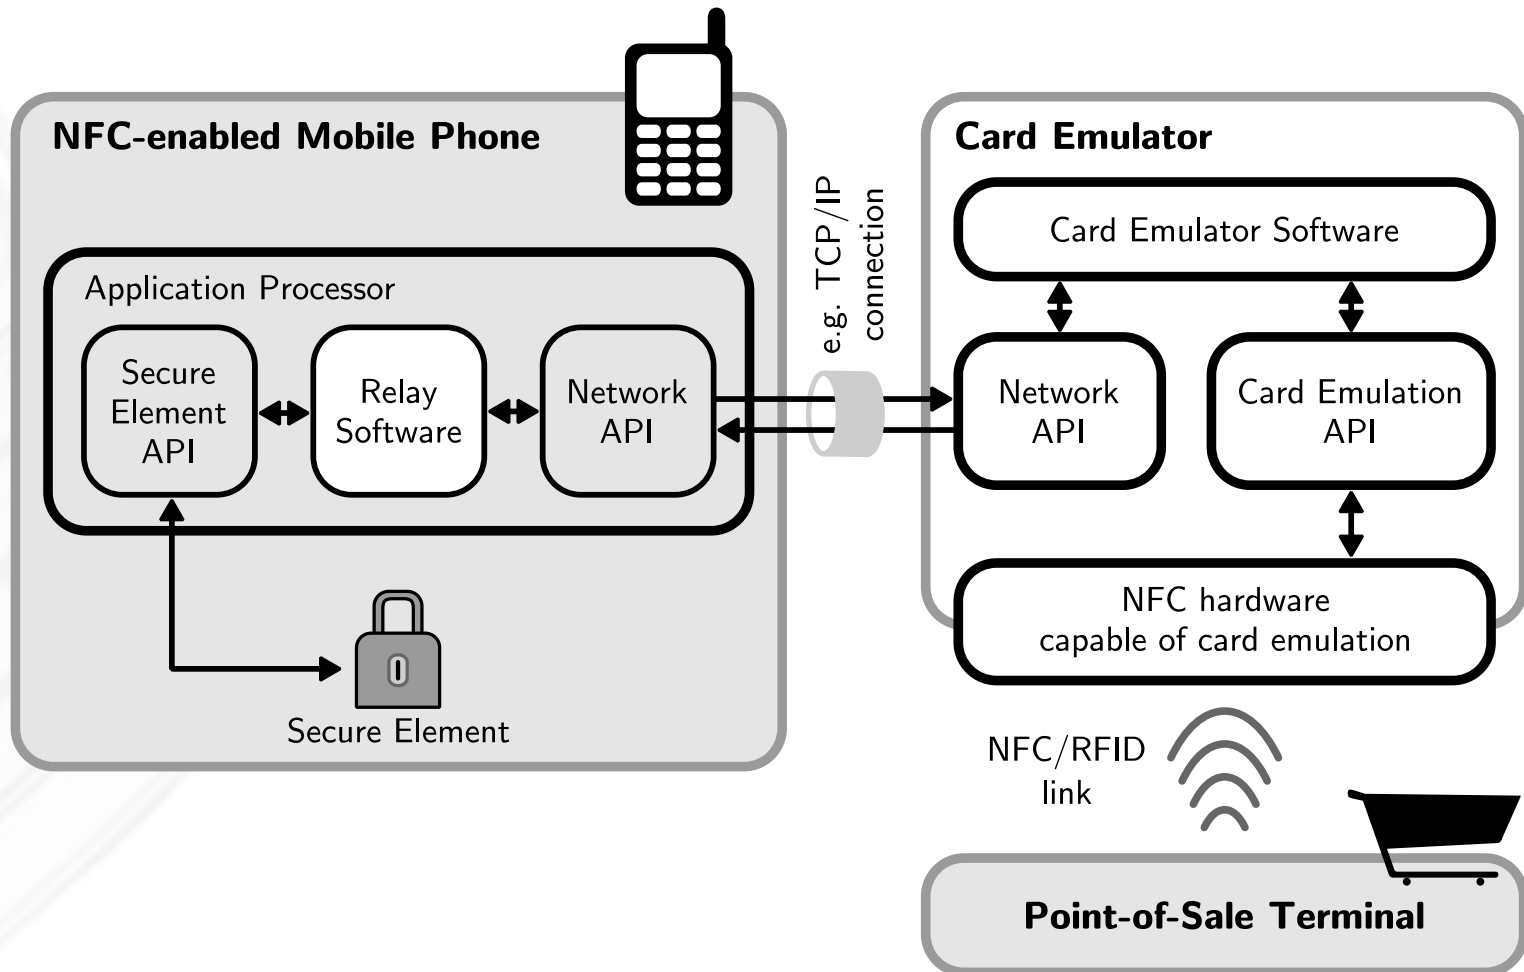 NFC-enabled Mobile Phone
Application Processor
Secure
Element
API
Relay
Software
Network
API
Secure Element
e.g. TCP/IP
connection
Card Emulator
Card Emulator Software
Network
API
Card Emulation
API
NFC hardware
capable of card emulation
NFC/RFID
link
Point-of-Sale Terminal